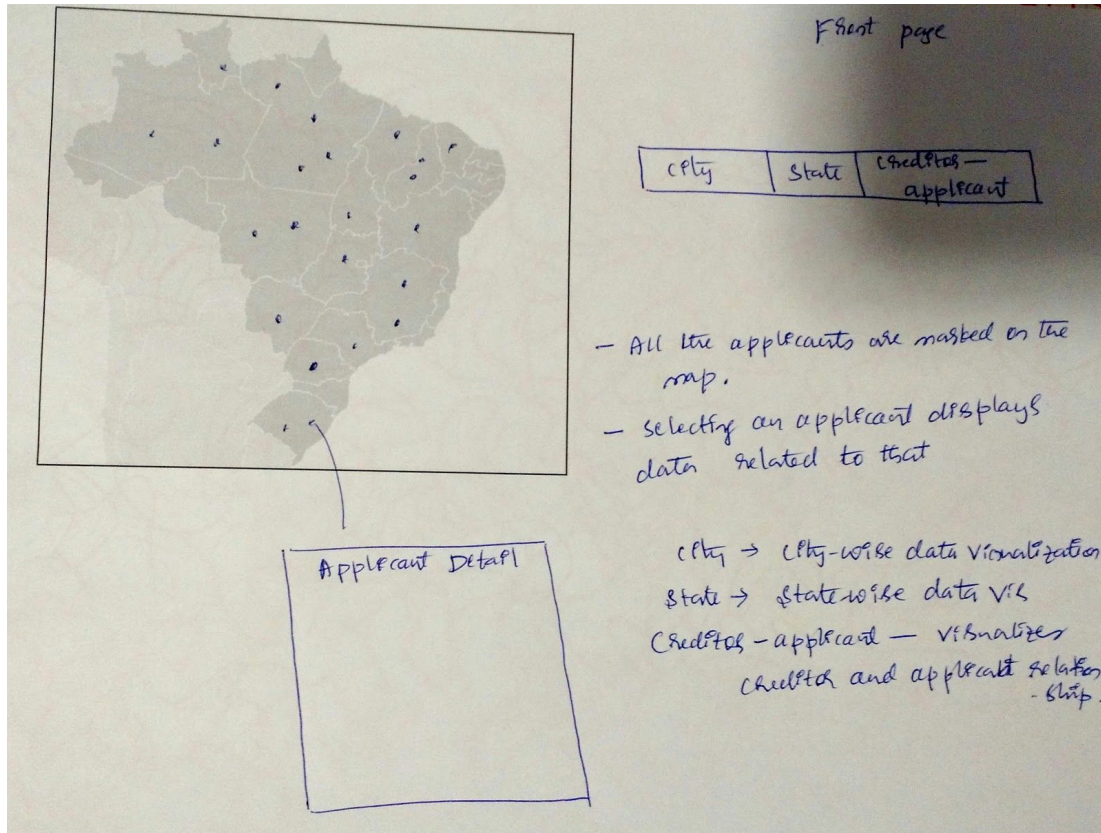 Front page
City
State
Creditor-
applicant
- All the applicants are marked on the
map.
- Selecting an applicant displays
data related to that
City → City-wise data visualization
State → State-wise data vis
Creditor-applicant - visualizes
creditor and applicant relation
-ship.
Applicant Detail